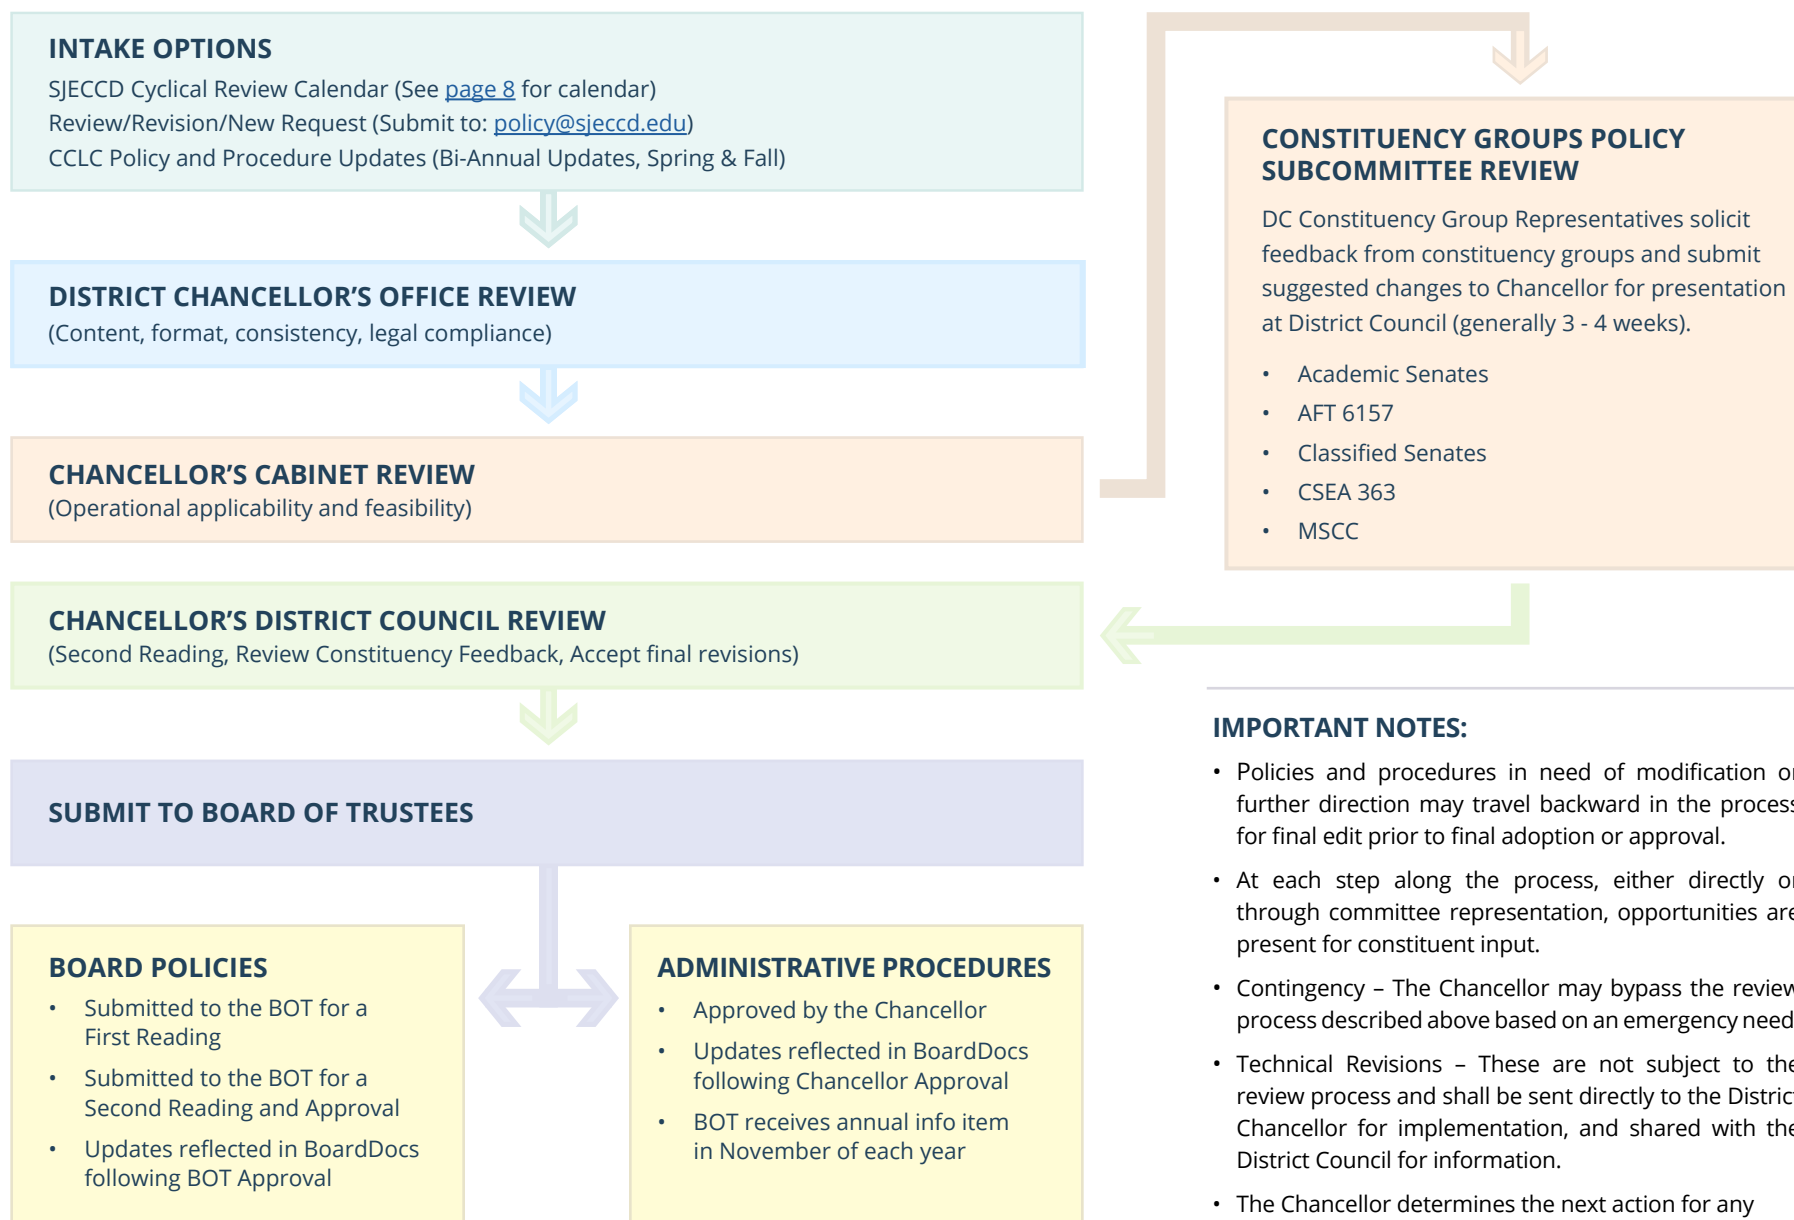 INTAKE OPTIONS
SJECCD Cyclical Review Calendar (See page 8 for calendar)
Review/Revision/New Request (Submit to: policy@sjeccd.edu)
CCLC Policy and Procedure Updates (Bi-Annual Updates, Spring & Fall)
DISTRICT CHANCELLOR’S OFFICE REVIEW
(Content, format, consistency, legal compliance)
CHANCELLOR’S CABINET REVIEW
(Operational applicability and feasibility)
CONSTITUENCY GROUPS POLICY
SUBCOMMITTEE REVIEW
DC Constituency Group Representatives solicit
feedback from constituency groups and submit
suggested changes to Chancellor for presentation
at District Council (generally 3 - 4 weeks).
• Academic Senates
• AFT 6157
• Classified Senates
• CSEA 363
• MSCC
CHANCELLOR’S DISTRICT COUNCIL REVIEW
(Second Reading, Review Constituency Feedback, Accept final revisions)
SUBMIT TO BOARD OF TRUSTEES
BOARD POLICIES
• Submitted to the BOT for a
First Reading
• Submitted to the BOT for a
Second Reading and Approval
• Updates reflected in BoardDocs
following BOT Approval
ADMINISTRATIVE PROCEDURES
• Approved by the Chancellor
• Updates reflected in BoardDocs
following Chancellor Approval
• BOT receives annual info item
in November of each year
IMPORTANT NOTES:
• Policies and procedures in need of modification or
further direction may travel backward in the process
for final edit prior to final adoption or approval.
• At each step along the process, either directly or
through committee representation, opportunities are
present for constituent input.
• Contingency – The Chancellor may bypass the review
process described above based on an emergency need
• Technical Revisions – These are not subject to the
review process and shall be sent directly to the District
Chancellor for implementation, and shared with the
District Council for information.
• The Chancellor determines the next action for any